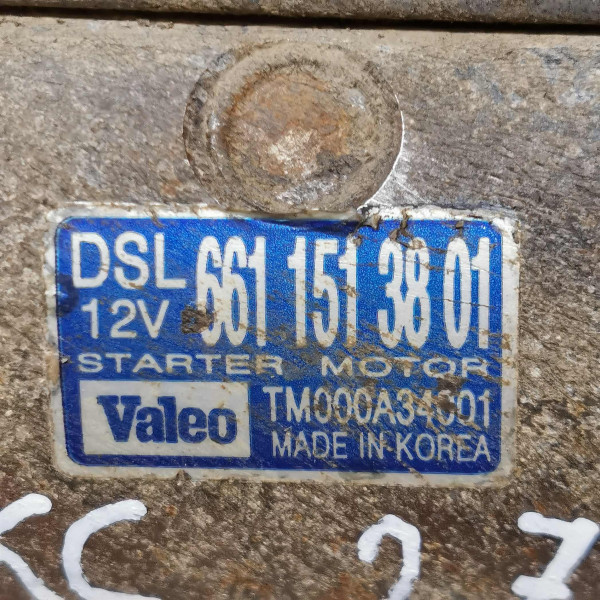 DSL 661 151 38 01
12V
STARTER MOTOR
Valeo TM000A34001
MADE IN KOREA